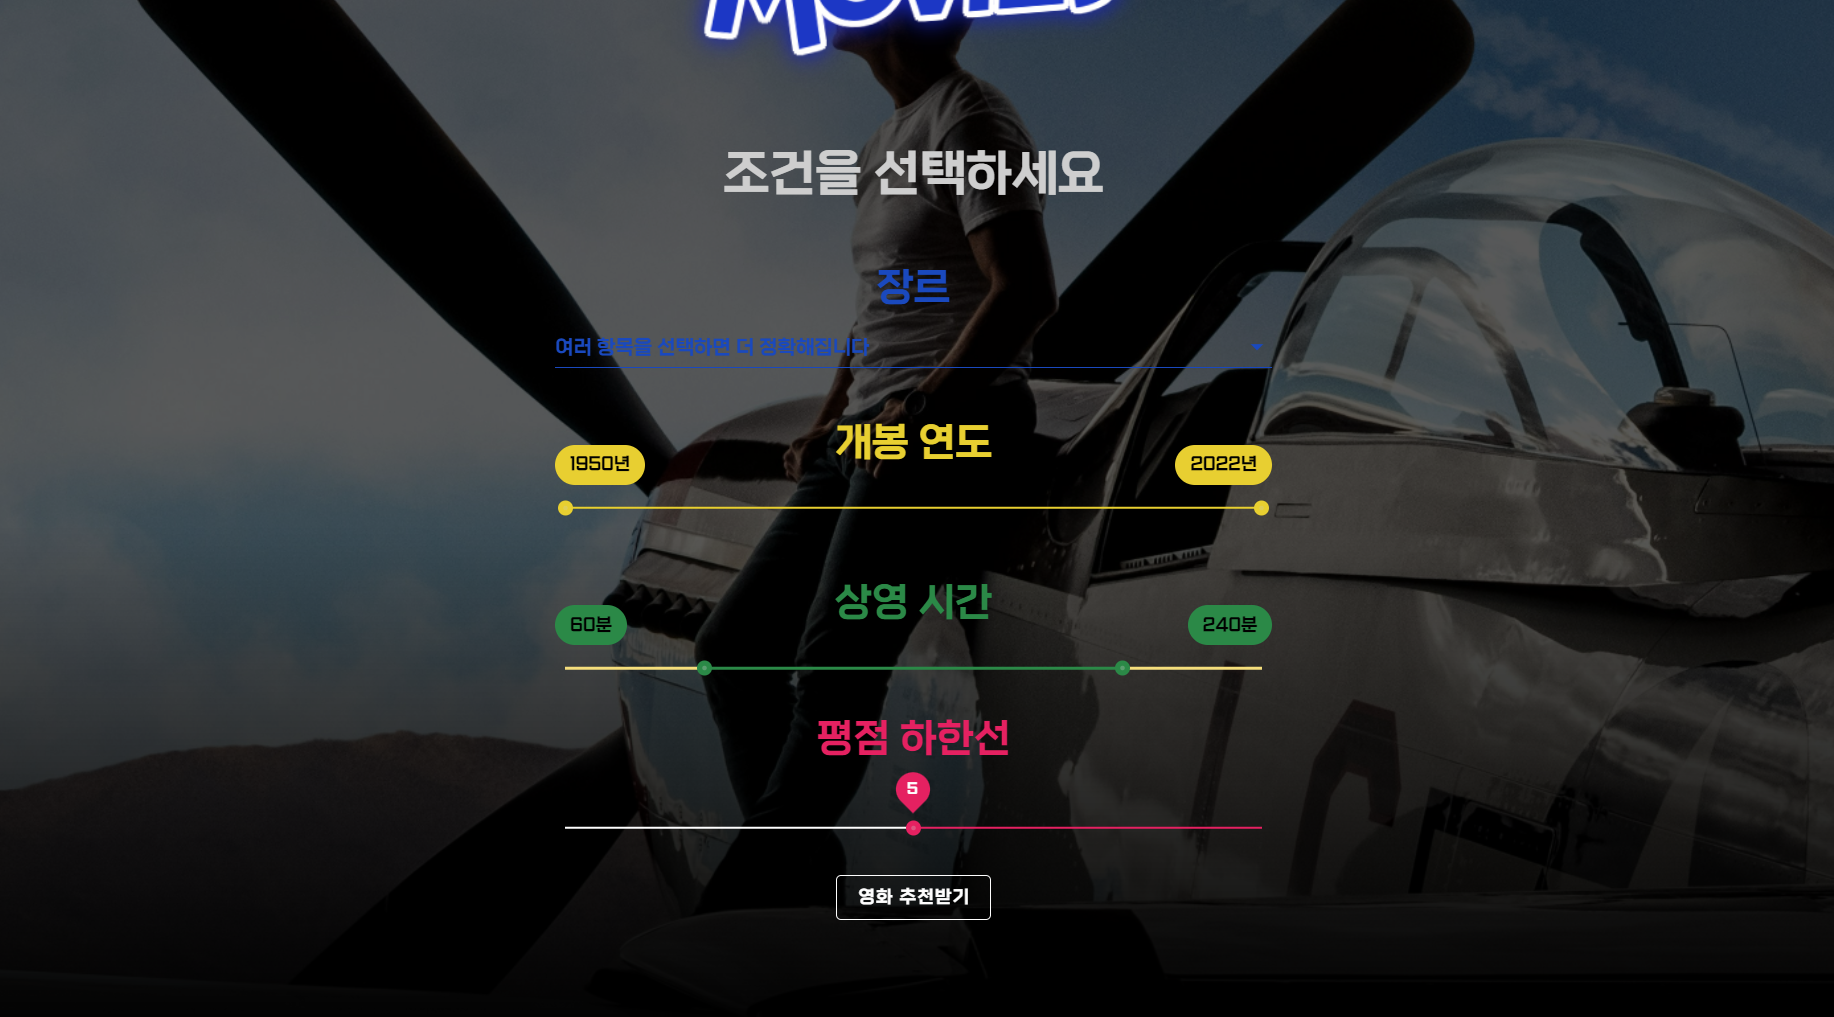 MOVIES
조건을 선택하세요
장르
여러 항목을 선택하면 더 정확해집니다
개봉 연도
1950년
2022년
상영 시간
60분
240분
평점 하한선
5
영화 추천받기